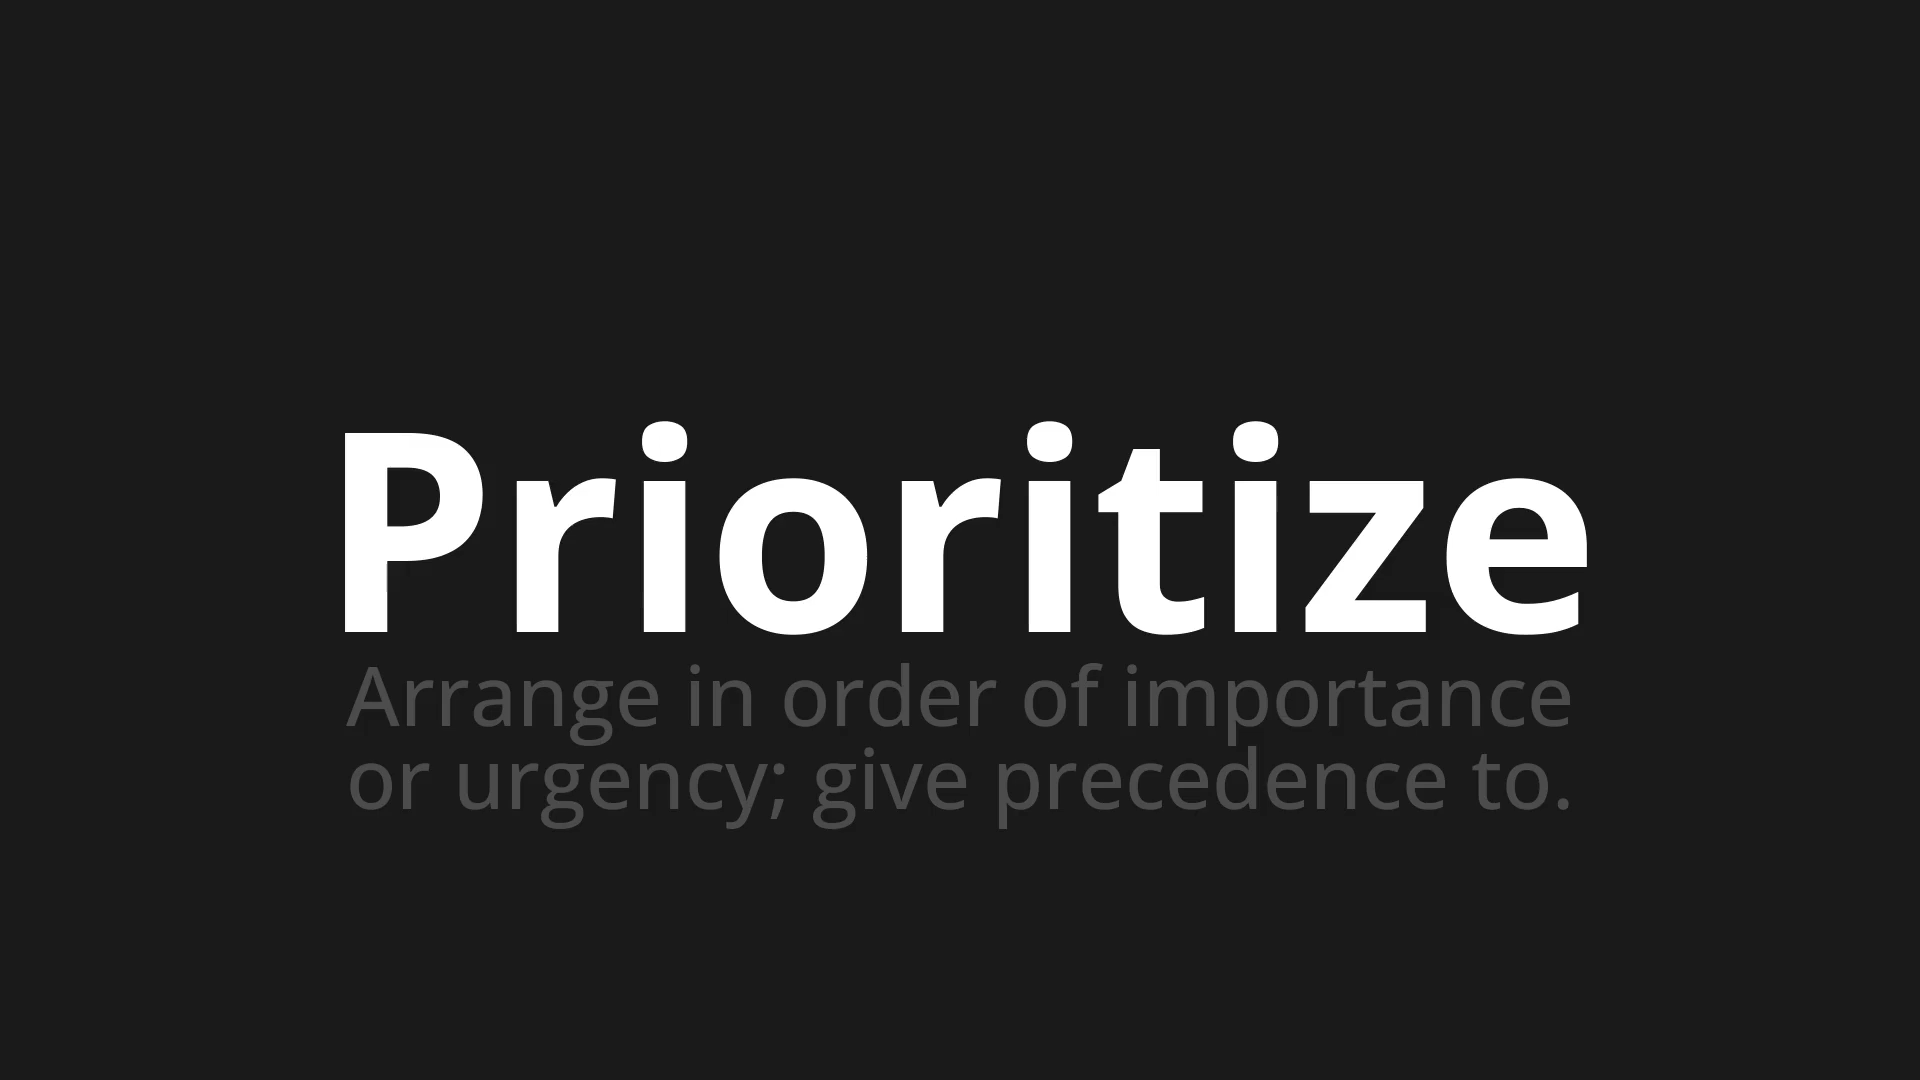 Prioritize
Arrange in order of importance
or urgency; give precedence to.